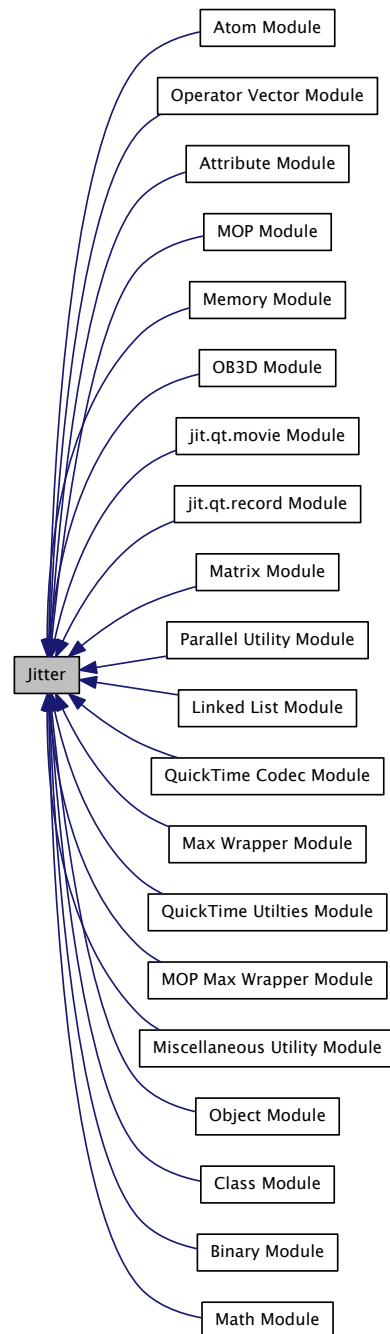 Atom Module
Operator Vector Module
Attribute Module
MOP Module
Memory Module
OB3D Module
jit.qt.movie Module
jit.qt.record Module
Matrix Module
Parallel Utility Module
Jitter
Linked List Module
QuickTime Codec Module
Max Wrapper Module
QuickTime Utilties Module
MOP Max Wrapper Module
Miscellaneous Utility Module
Object Module
Class Module
Binary Module
Math Module